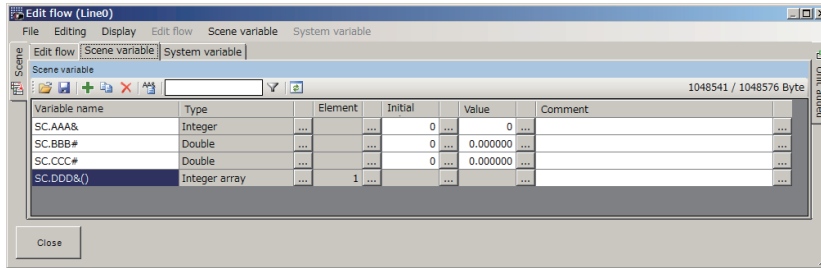 Edit flow (Line0)
File Editing Display Edit flow Scene variable System variable
Edit flow Scene variable System variable
Scene
Scene variable
AAA
1048541 / 1048576 Byte
Variable name Type Element Initial Value Comment
SC.AAA& Integer ... ... 0 ... 0 ... ...
SC.BBB# Double ... ... 0 ... 0.000000 ... ...
SC.CCC# Double ... ... 0 ... 0.000000 ... ...
SC.DDD&() Integer array ... 1 ... ... ... ...
Close